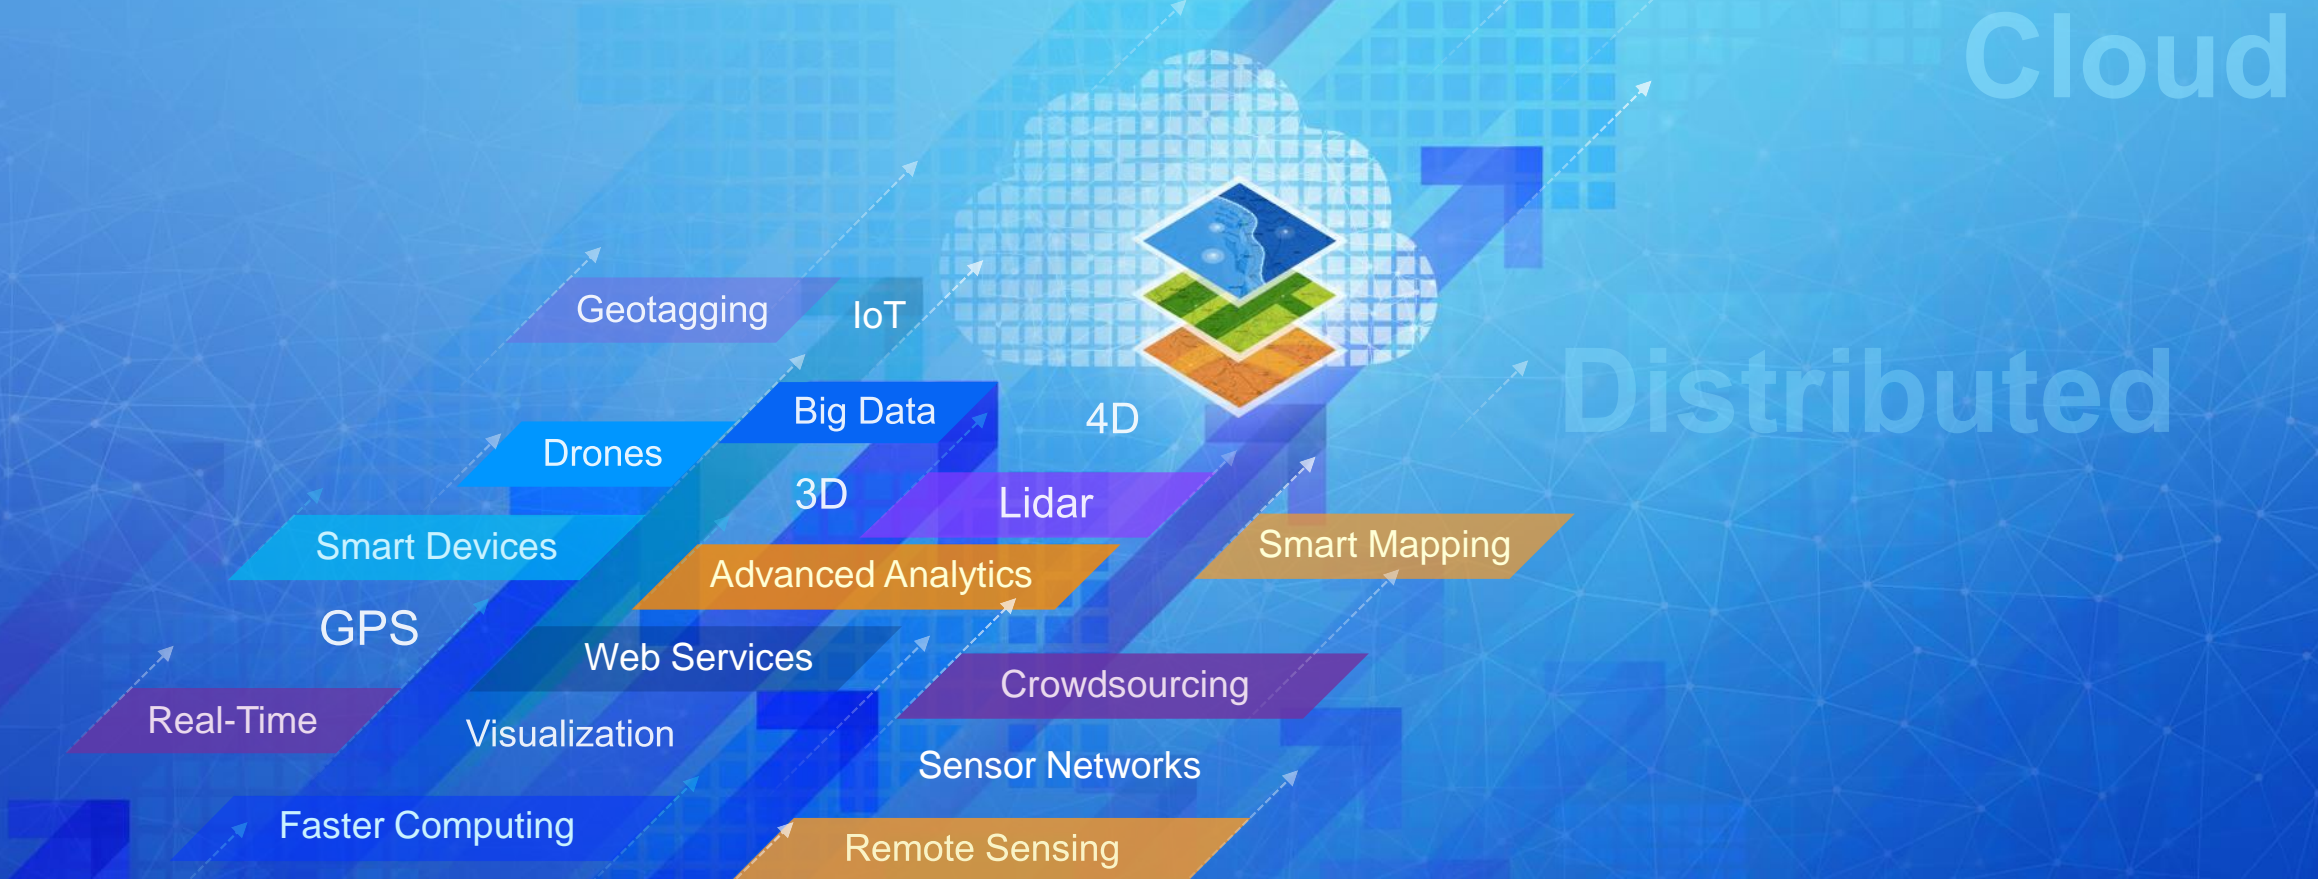 Cloud
Geotagging
IoT
Distributed
Big Data
4D
Drones
3D
Lidar
Smart Devices
Smart Mapping
Advanced Analytics
GPS
Web Services
Crowdsourcing
Real-Time
Visualization
Sensor Networks
Faster Computing
Remote Sensing